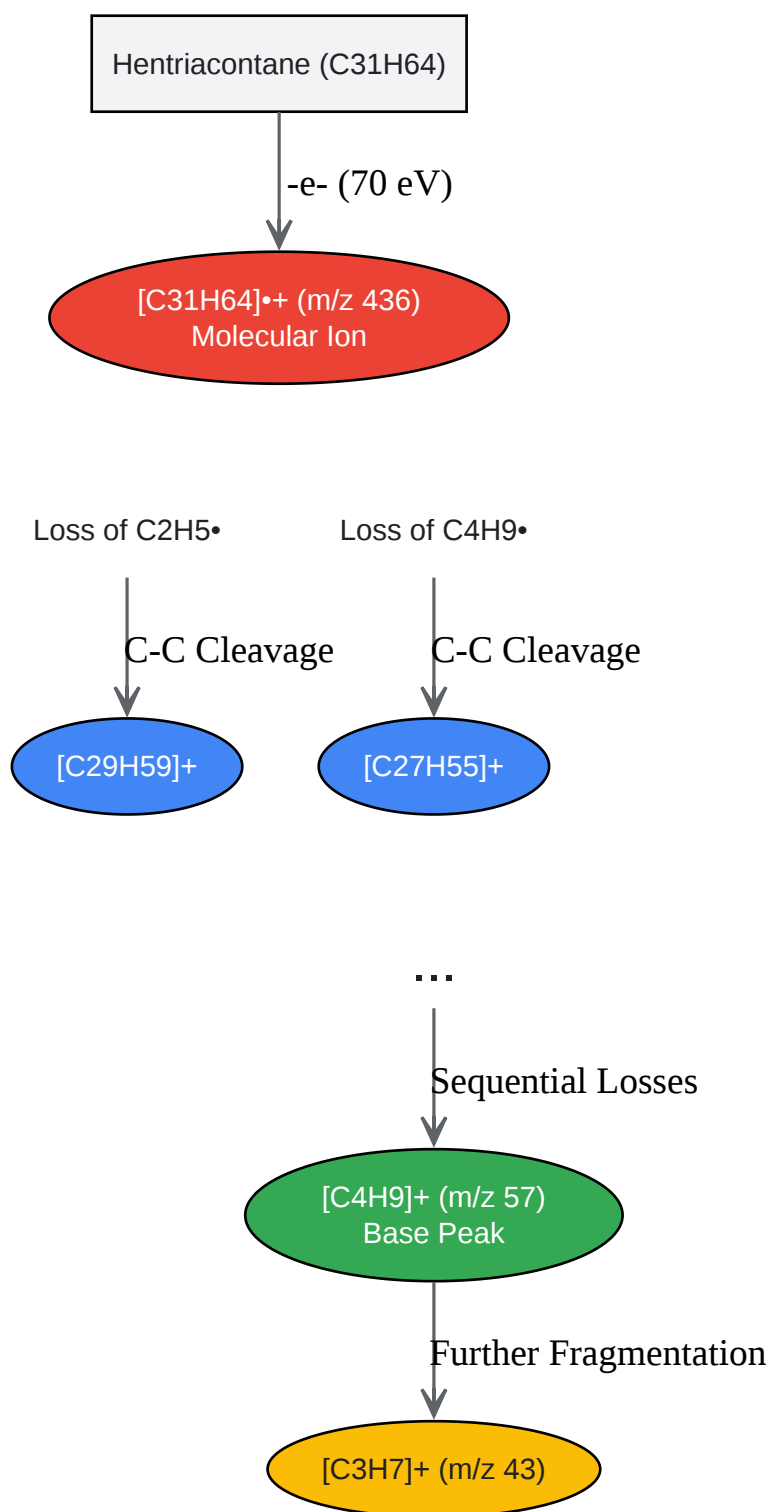 Hentriacontane (C31H64)
-e- (70 eV)
[C31H64]•+ (m/z 436)
Molecular Ion
Loss of C2H5•
Loss of C4H9•
C-C Cleavage
C-C Cleavage
[C29H59]+
[C27H55]+
...
Sequential Losses
[C4H9]+ (m/z 57)
Base Peak
Further Fragmentation
[C3H7]+ (m/z 43)